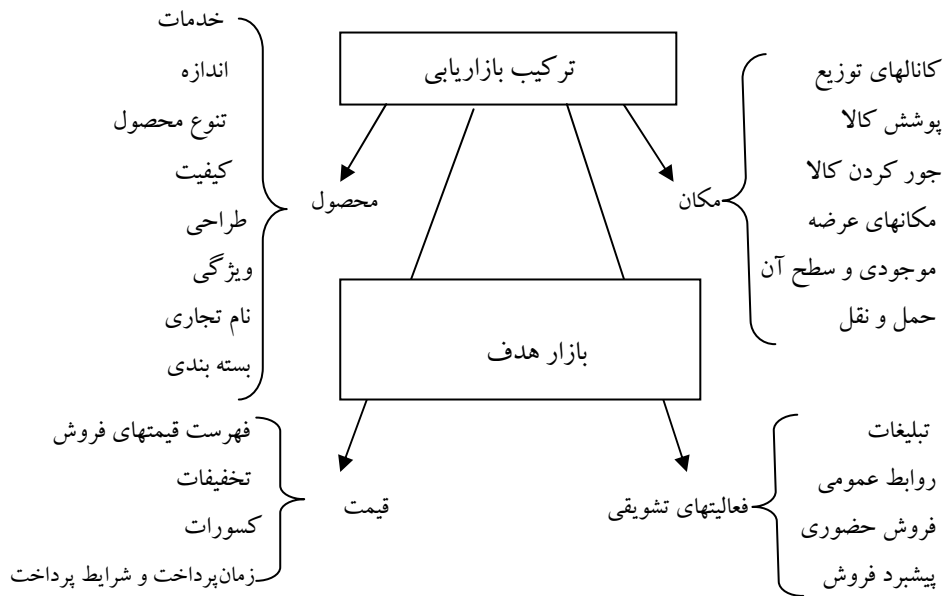 ترکیب بازاریابی
کانالهای توزیع
پوشش کالا
جور کردن کالا
مکانهای عرضه
موجودی و سطح آن
حمل و نقل
مکان
محصول
خدمات
اندازه
تنوع محصول
کیفیت
طراحی
ویژگی
نام تجاری
بسته بندی
بازار هدف
تبلیغات
روابط عمومی
فروش حضوری
پیشبرد فروش
فعالیتهای تشویقی
قیمت
فهرست قیمتهای فروش
تخفیفات
کسورات
زمان‌پرداخت و شرایط پرداخت